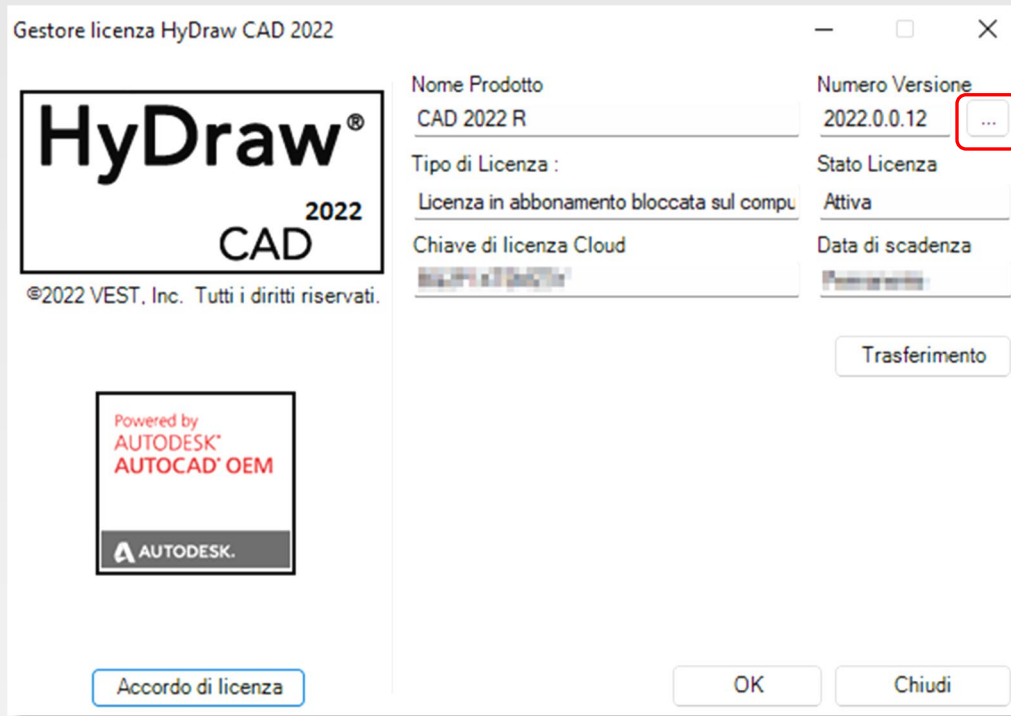 Gestore licenza HyDraw CAD 2022
HyDraw®
2022
CAD
©2022 VEST, Inc. Tutti i diritti riservati.
Powered by
AUTODESK®
AUTOCAD® OEM
AUTODESK.
Accordo di licenza
Nome Prodotto
CAD 2022 R
Numero Versione
2022.0.0.12
...
Tipo di Licenza :
Licenza in abbonamento bloccata sul compu
Stato Licenza
Attiva
Chiave di licenza Cloud
Data di scadenza
Trasferimento
OK
Chiudi